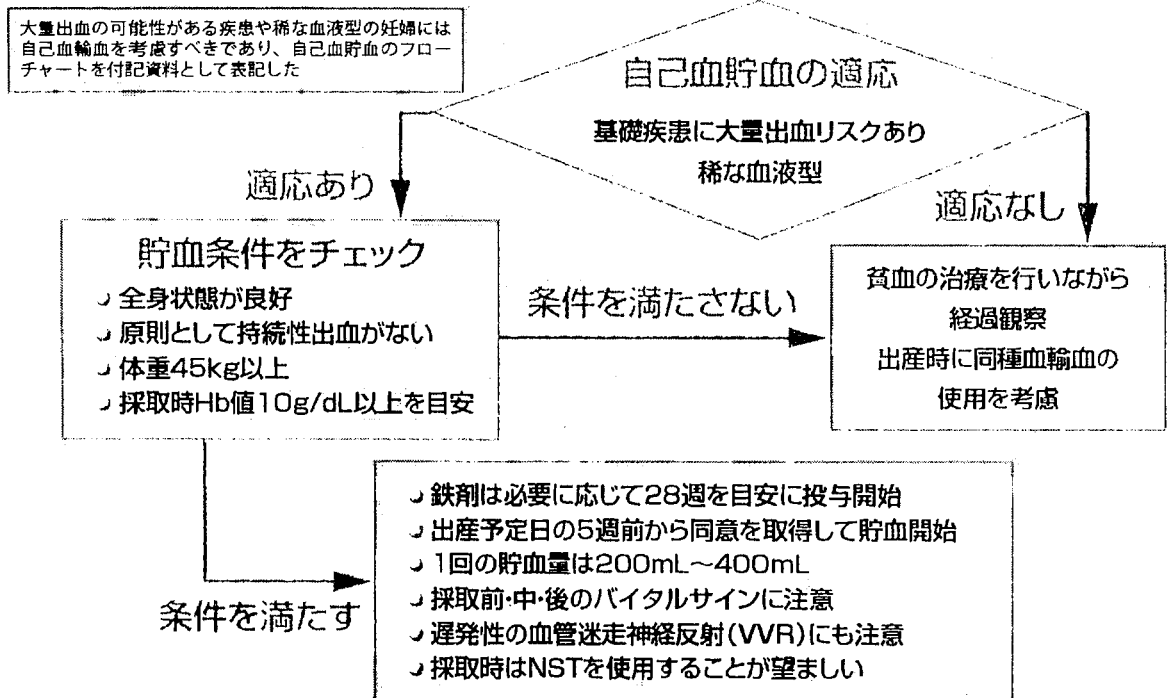 大量出血の可能性がある疾患や稀な血液型の妊婦には
自己血輸血を考慮すべきであり、自己血貯血のフロー
チャートを付記資料として表記した
自己血貯血の適応
基礎疾患に大量出血リスクあり
稀な血液型
適応あり
適応なし
貯血条件をチェック
全身状態が良好
原則として持続性出血がない
体重45kg以上
採取時Hb値10g/dL以上を目安
条件を満たさない
貧血の治療を行いながら
経過観察
出産時に同種血輸血の
使用を考慮
条件を満たす
鉄剤は必要に応じて28週を目安に投与開始
出産予定日の5週前から同意を取得して貯血開始
1回の貯血量は200mL～400mL
採取前・中・後のバイタルサインに注意
遅発性の血管迷走神経反射(VVR)にも注意
採取時はNSTを使用することが望ましい